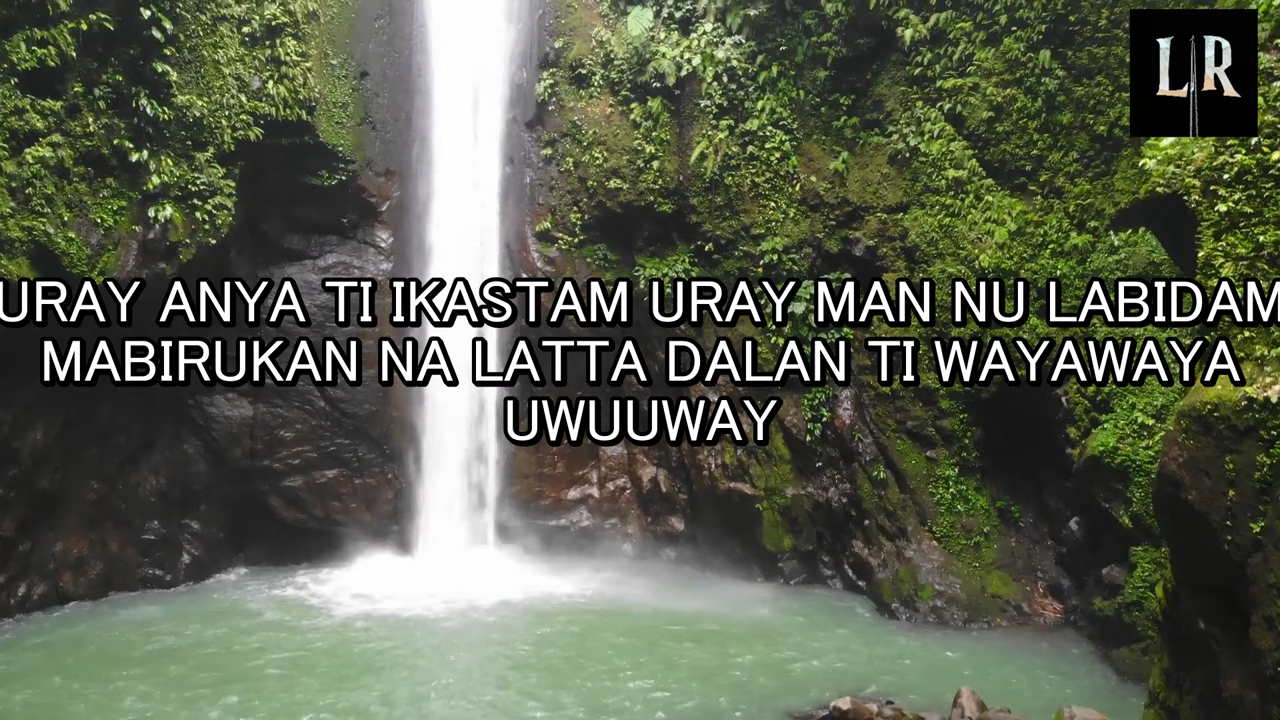 LR
URAY ANYA TI IKASTAM URAY MAN NU LABIDAM
MABIRUKAN NA LATTA DALAN TI WAYAWAYA
UWUUWAY